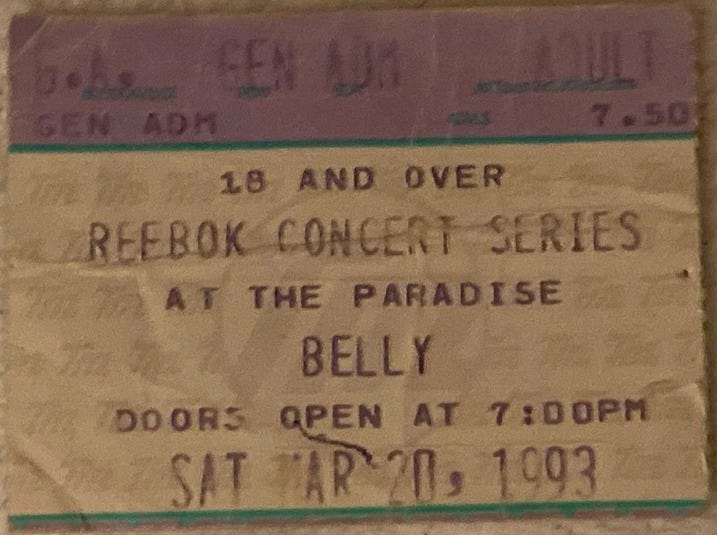 G.A. GEN ADM ADULT
GEN ADM 7.50
18 AND OVER
REEBOK CONCERT SERIES
AT THE PARADISE
BELLY
DOORS OPEN AT 7:00PM
SAT MAR 20, 1993